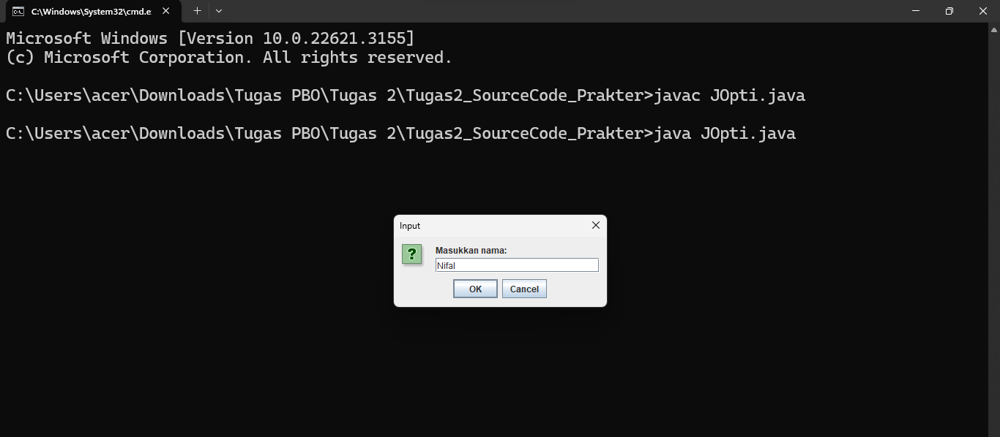 C:\Windows\System32\cmd.e
Microsoft Windows [Version 10.0.22621.3155]
(c) Microsoft Corporation. All rights reserved.
C:\Users\acer\Downloads\Tugas PBO\Tugas 2\Tugas2_SourceCode_Prakter>javac JOpti.java
C:\Users\acer\Downloads\Tugas PBO\Tugas 2\Tugas2_SourceCode_Prakter>java JOpti.java
Input
?
Masukkan nama:
Nifal
OK Cancel